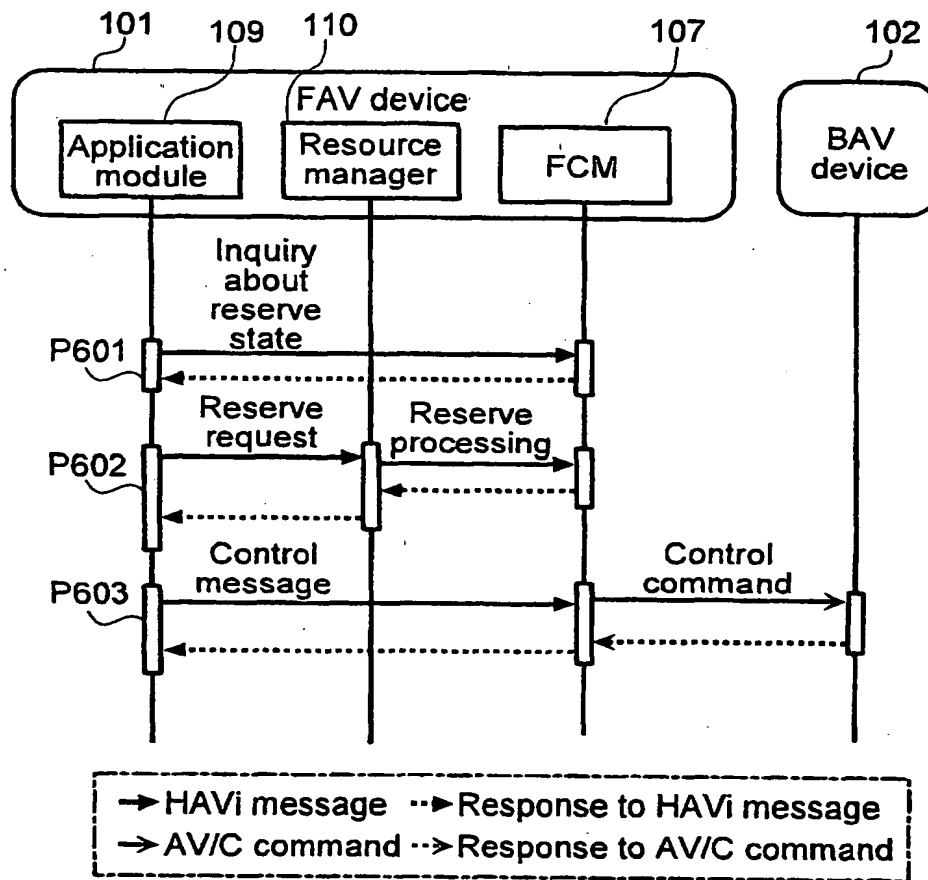 101
109
110
107
102
FAV device
Application
module
Resource
manager
FCM
BAV
device
Inquiry
about
reserve
state
P601
Reserve
request
Reserve
processing
P602
Control
message
Control
command
P603
HAVi message
Response to HAVi message
AV/C command
Response to AV/C command